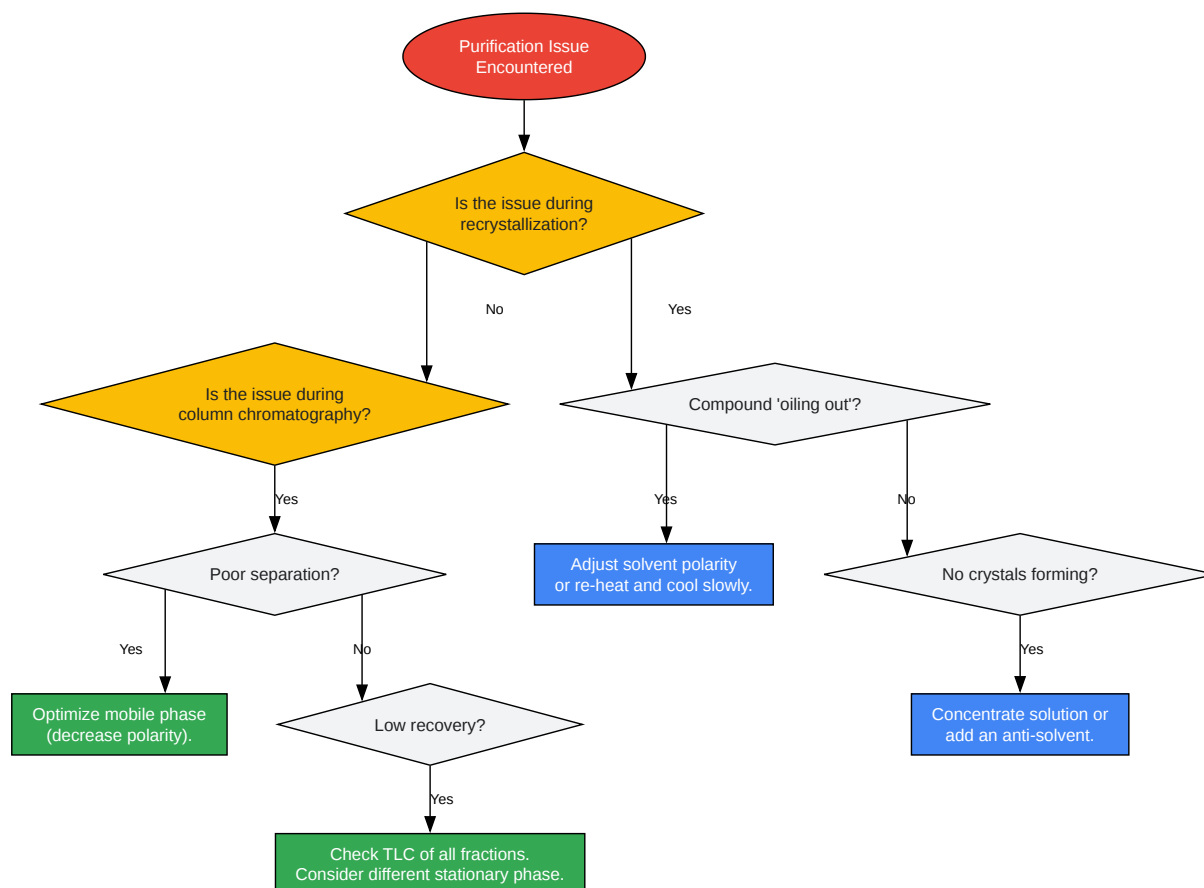 Purification Issue
Encountered
Is the issue during
recrystallization?
No
Yes
Is the issue during
column chromatography?
Compound 'oiling out'?
Yes
Yes
No
Poor separation?
Adjust solvent polarity
or re-heat and cool slowly.
No crystals forming?
Yes
No
Yes
Optimize mobile phase
(decrease polarity).
Low recovery?
Concentrate solution or
add an anti-solvent.
Yes
Check TLC of all fractions.
Consider different stationary phase.